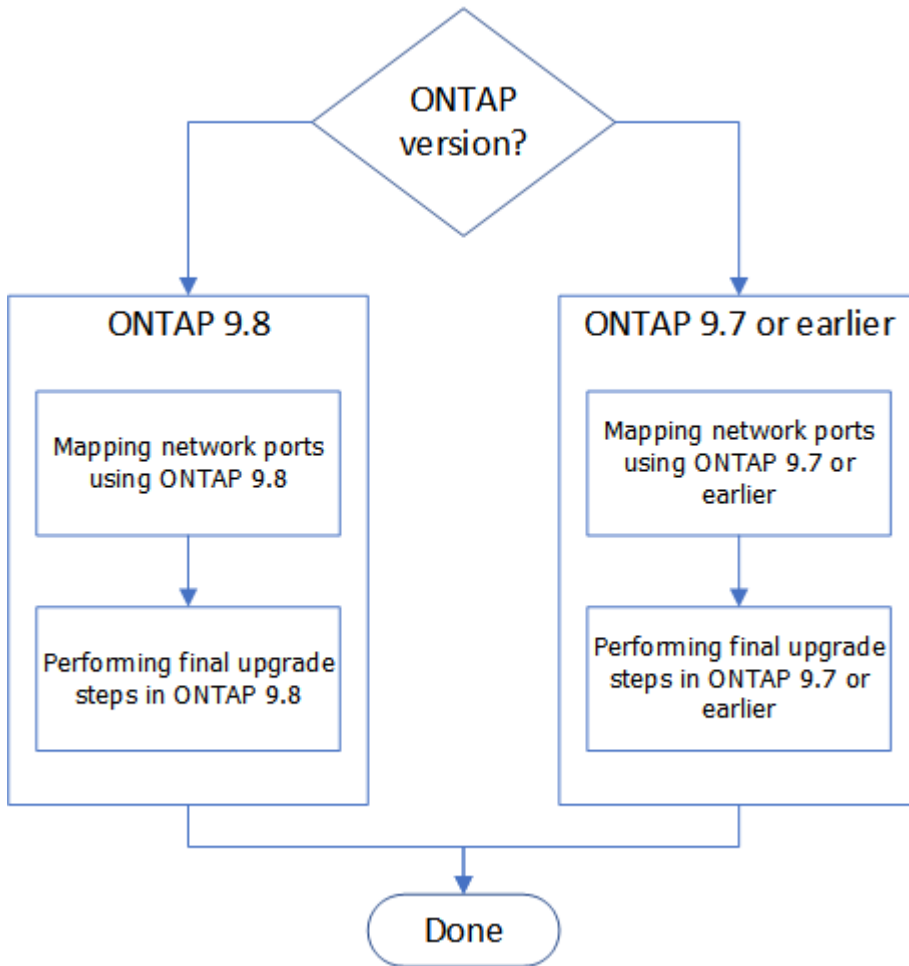 ONTAP
version?
ONTAP 9.8
Mapping network ports
using ONTAP 9.8
Performing final upgrade
steps in ONTAP 9.8
ONTAP 9.7 or earlier
Mapping network ports
using ONTAP 9.7 or
earlier
Performing final upgrade
steps in ONTAP 9.7 or
earlier
Done